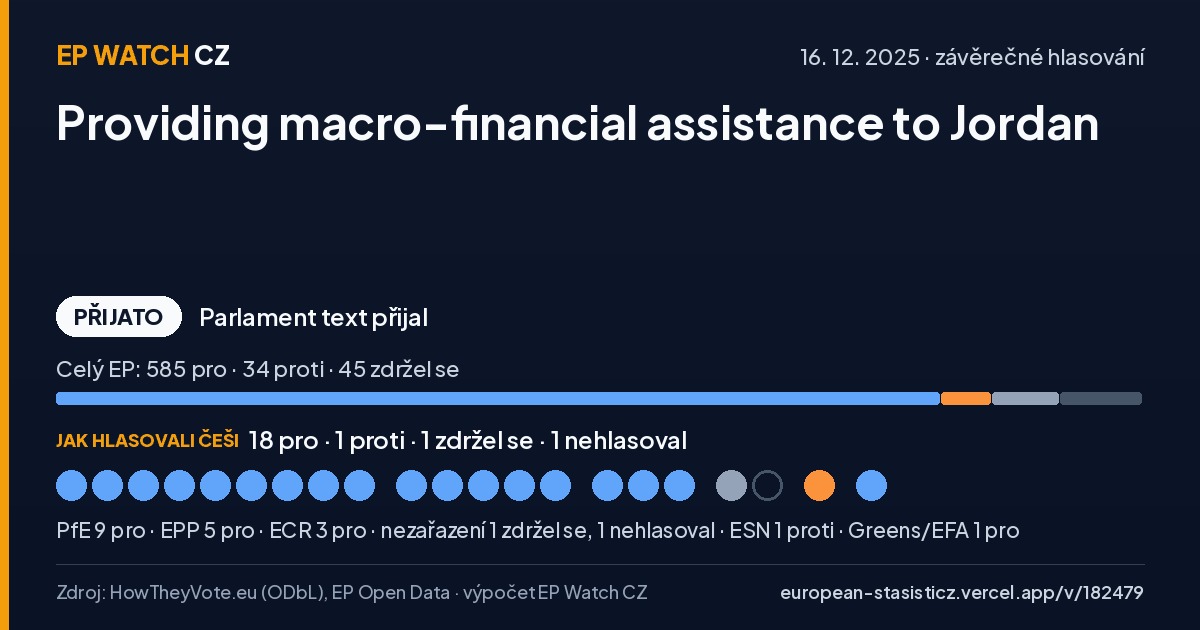 EP WATCH CZ
16. 12. 2025 · závěrečné hlasování
Providing macro-financial assistance to Jordan
PŘIJATO Parlament text přijal
Celý EP: 585 pro · 34 proti · 45 zdržel se
JAK HLASOVALI ČEŠI 18 pro · 1 proti · 1 zdržel se · 1 nehlasoval
PfE 9 pro · EPP 5 pro · ECR 3 pro · nezařazení 1 zdržel se, 1 nehlasoval · ESN 1 proti · Greens/EFA 1 pro
Zdroj: HowTheyVote.eu (ODbL), EP Open Data · výpočet EP Watch CZ
european-stasisticz.vercel.app/v/182479